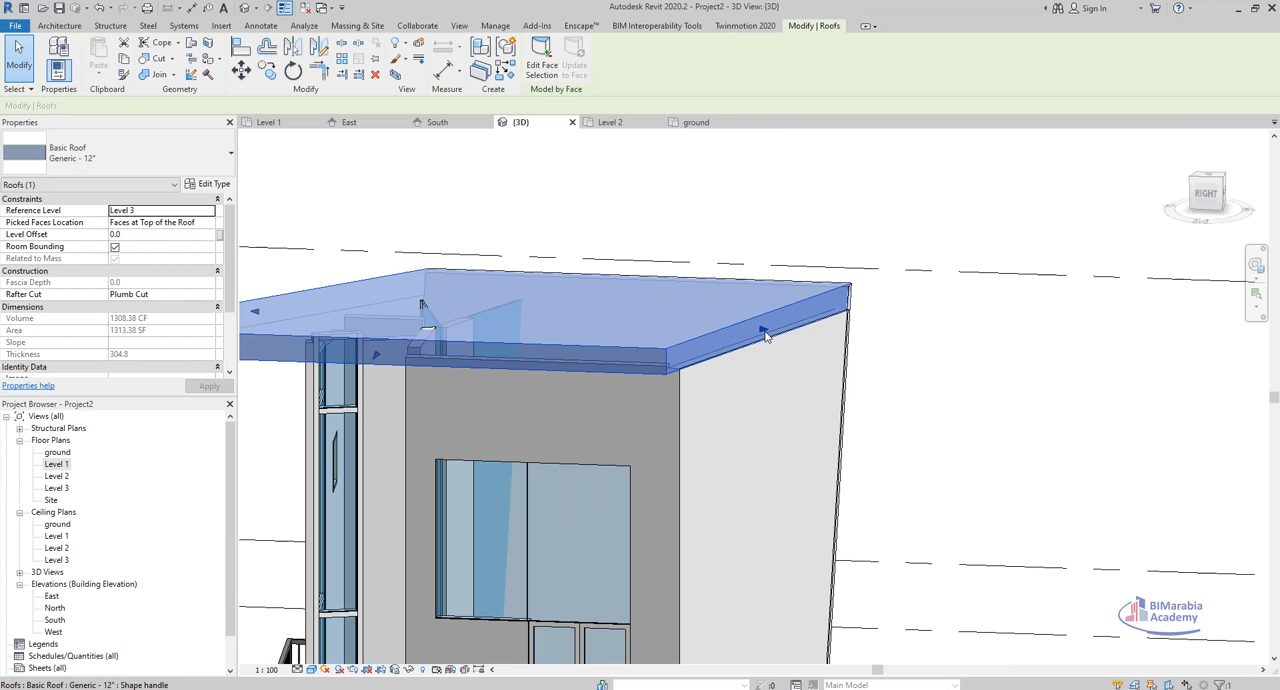 Autodesk Revit 2020.2 - Project2 - 3D View: {3D}
Sign In
File
Architecture
Structure
Steel
Systems
Insert
Annotate
Analyze
Massing & Site
Collaborate
View
Manage
Add-Ins
Enscape™
BIM Interoperability Tools
Twinmotion 2020
Modify | Roofs
Modify
Properties
Paste
Cope
Cut
Join
Edit Face
Selection
Update
to Face
Select
Properties
Clipboard
Geometry
Modify
View
Measure
Create
Model by Face
Modify | Roofs
Properties
Level 1
East
South
{3D}
Level 2
ground
Basic Roof
Generic - 12"
Roofs (1)
Edit Type
Constraints
Reference Level Level 3
Picked Faces Location Faces at Top of the Roof
Level Offset 0.0
Room Bounding
Related to Mass
Construction
Fascia Depth 0.0
Rafter Cut Plumb Cut
Dimensions
Volume 1308.38 CF
Area 1313.38 SF
Slope
Thickness 304.8
Identity Data
Properties help
Apply
Project Browser - Project2
Views (all)
Structural Plans
Floor Plans
ground
Level 1
Level 2
Level 3
Site
Ceiling Plans
ground
Level 1
Level 2
Level 3
3D Views
Elevations (Building Elevation)
East
North
South
West
Legends
Schedules/Quantities (all)
Sheets (all)
RIGHT
BIMarabia
Academy
1 : 100
Roofs : Basic Roof : Generic - 12" : Shape handle
:0
Main Model
:1